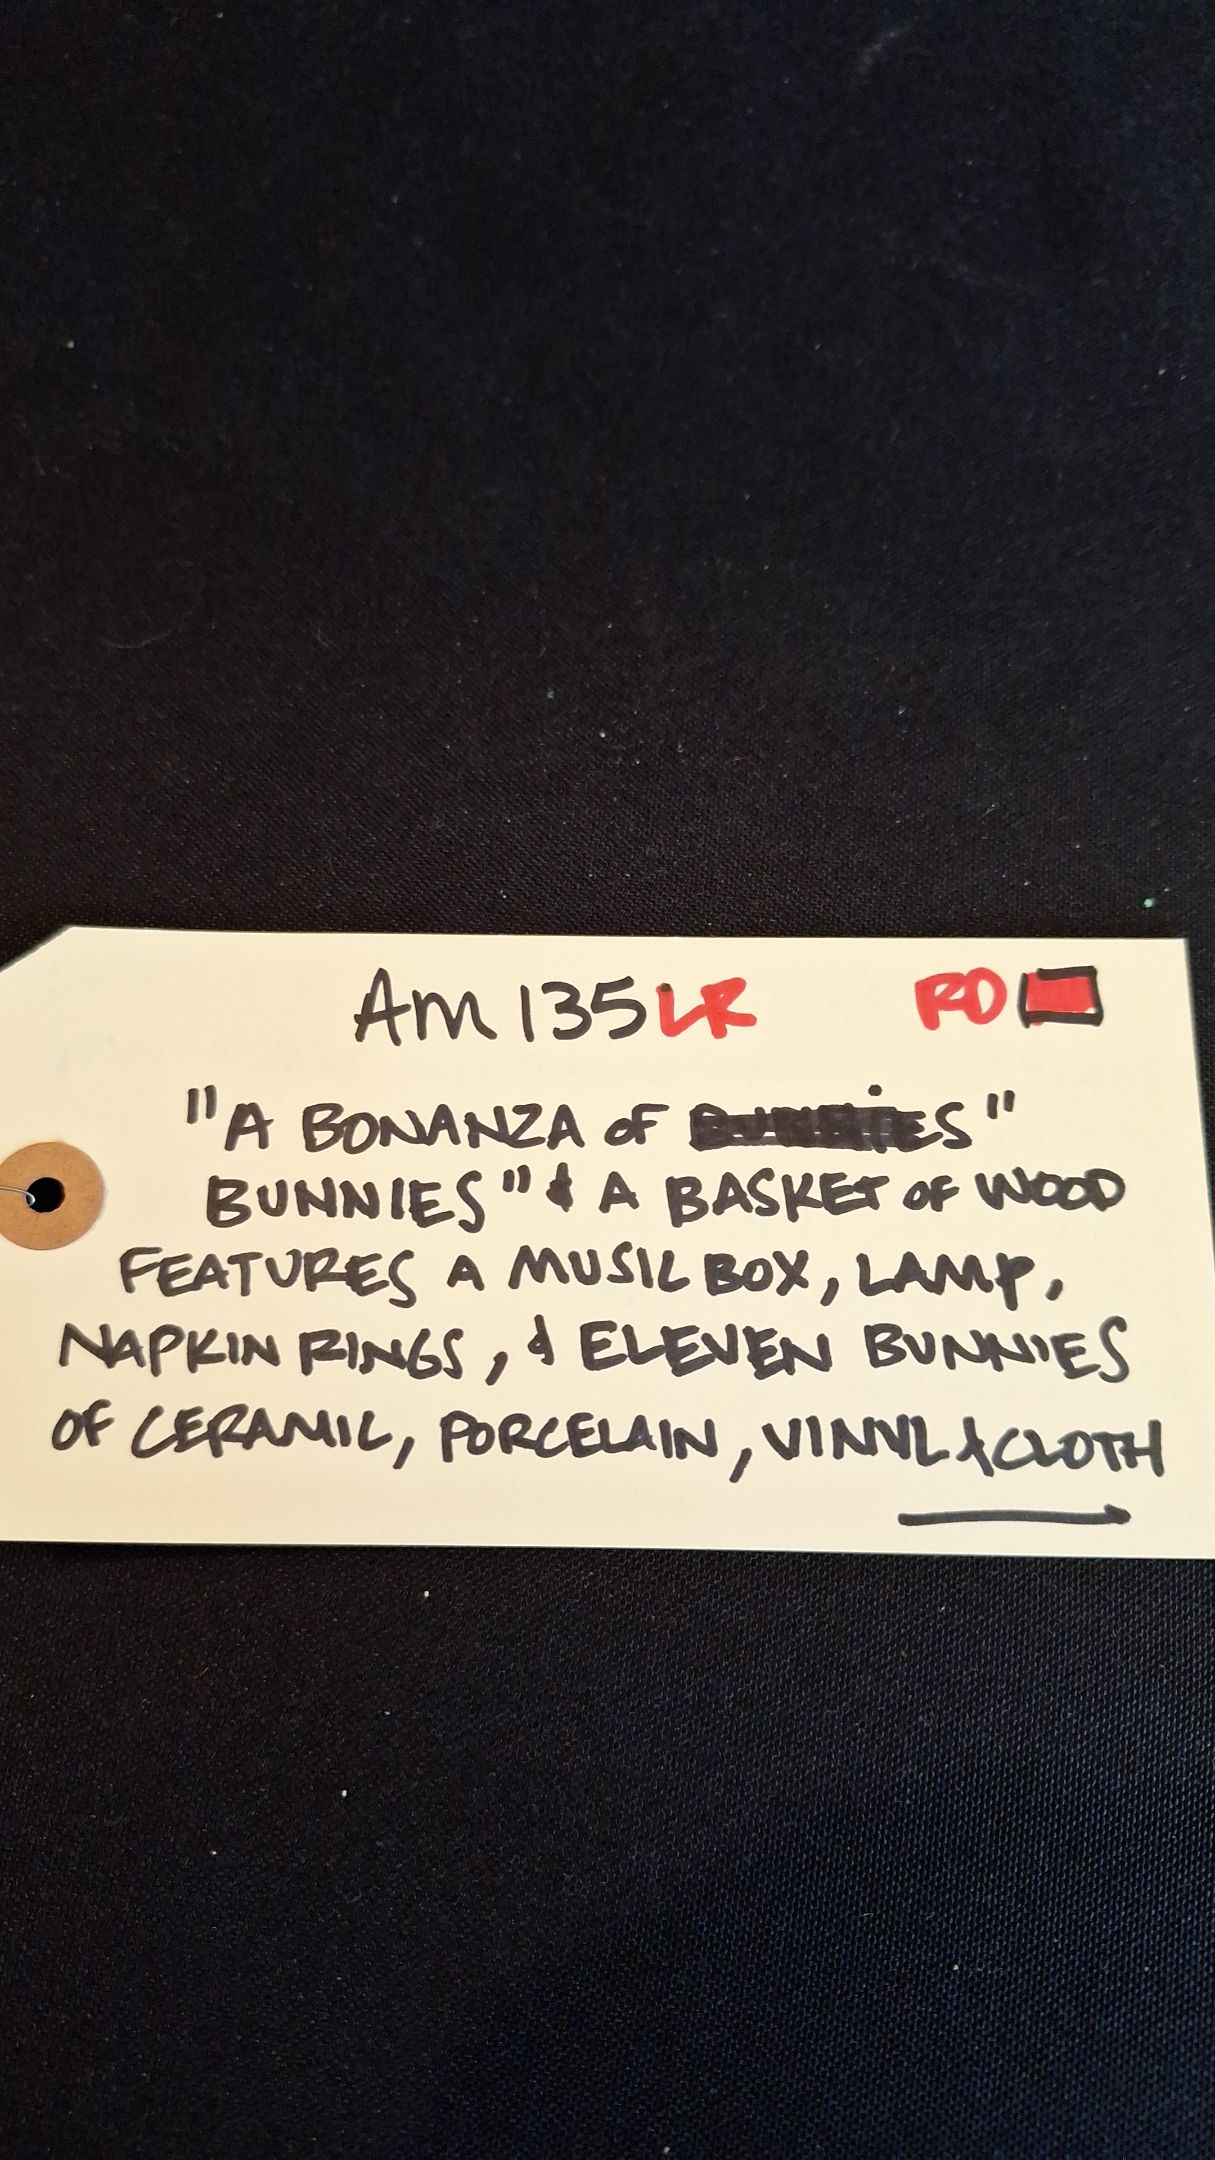 Am 135 LR RD
"A BONANZA OF BUNNIES"
BUNNIES" & A BASKET OF WOOD
FEATURES A MUSIC BOX, LAMP,
NAPKIN RINGS, & ELEVEN BUNNIES
OF CERAMIC, PORCELAIN, VINYL & CLOTH